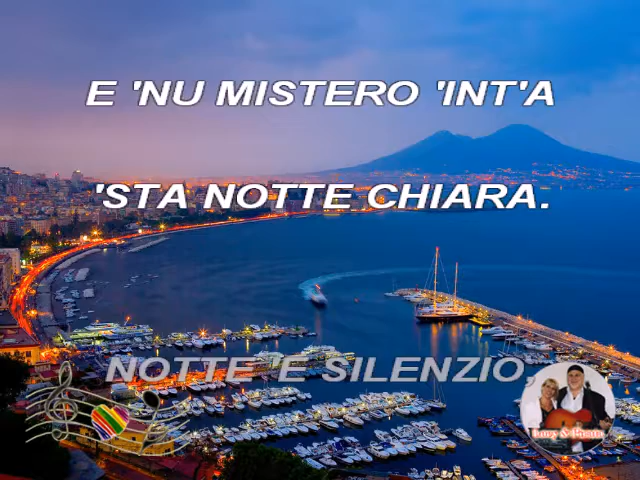 E 'NU MISTERO 'INT'A
'STA NOTTE CHIARA.
NOTTE 'E SILENZIO,